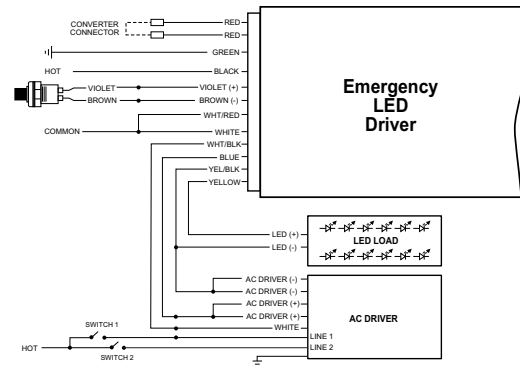 CONVERTER
CONNECTOR
RED
RED
GREEN
HOT
BLACK
VIOLET
VIOLET (+)
BROWN
BROWN (-)
WHT/RED
COMMON
WHITE
WHT/BLK
BLUE
YEL/BLK
YELLOW
Emergency
LED
Driver
LED (+)
LED (-)
LED LOAD
AC DRIVER (-)
AC DRIVER (-)
AC DRIVER (+)
AC DRIVER (+)
WHITE
AC DRIVER
SWITCH 1
LINE 1
HOT
LINE 2
SWITCH 2